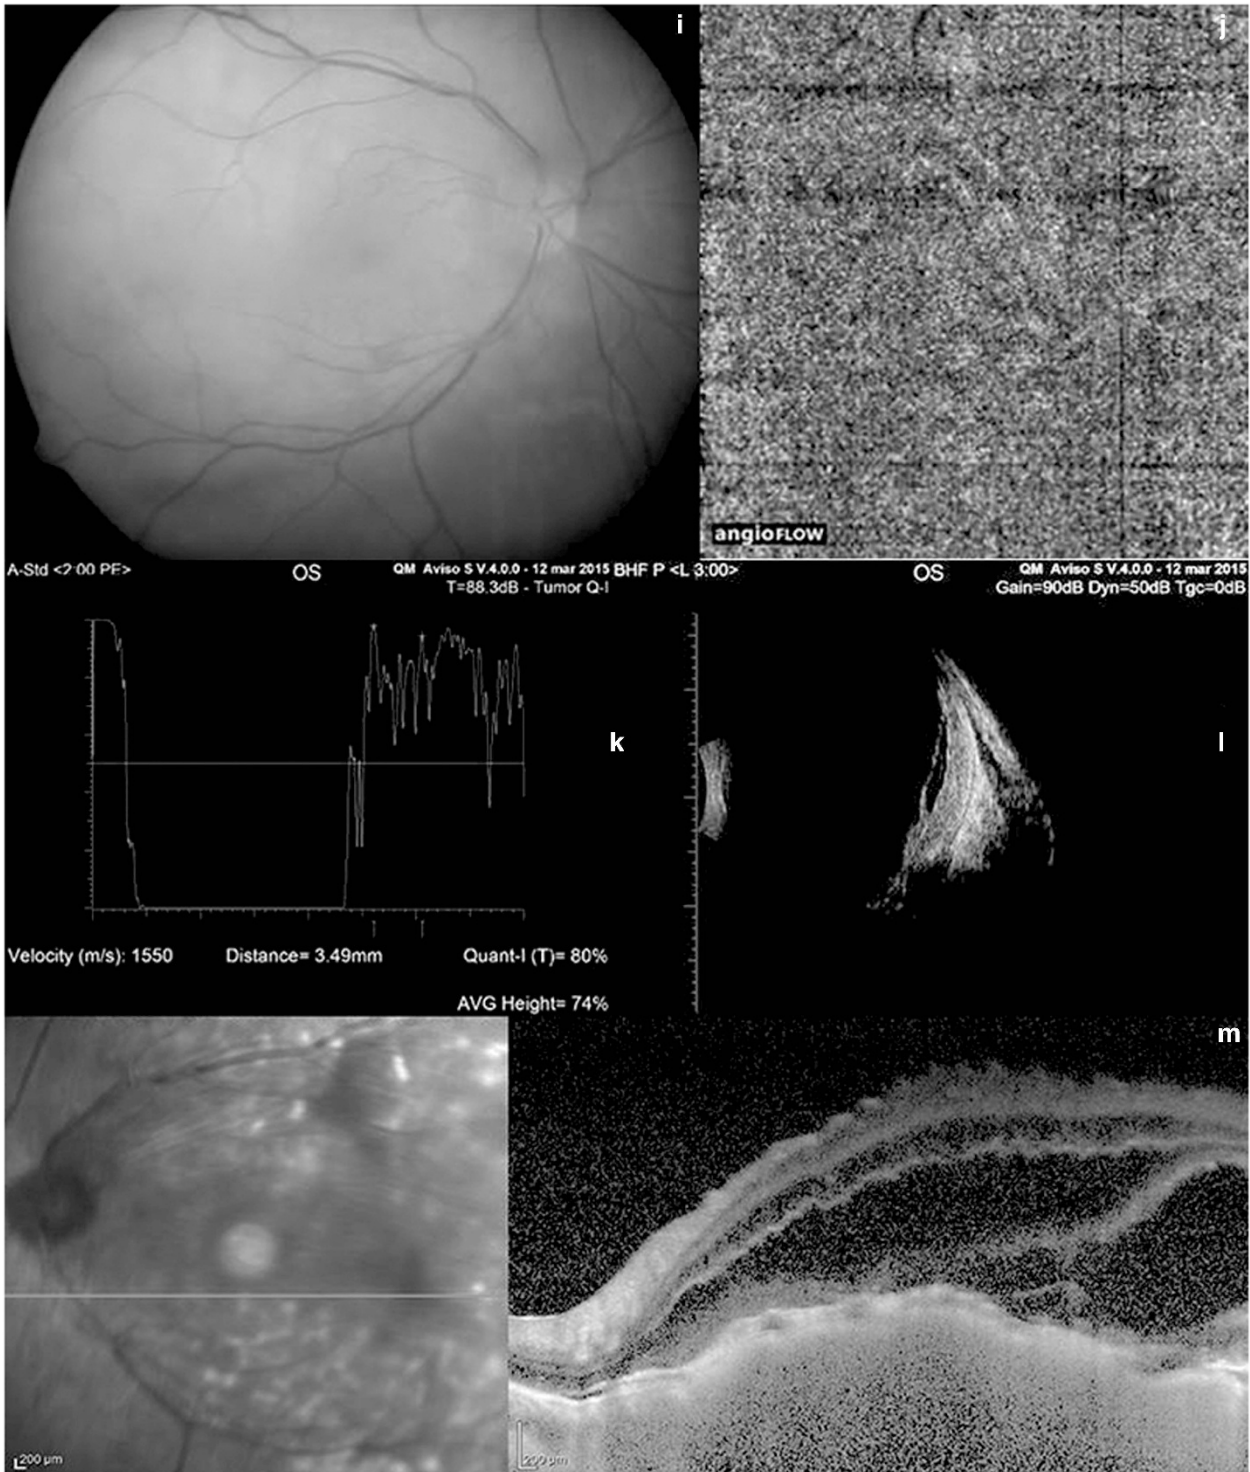 i
j
angioFLOW
A-Std <2:00 PE>
OS
QM Aviso S V.4.0.0 - 12 mar 2015
T=88.3dB - Tumor Q-I
BHF P <L 3:00>
OS
QM Aviso S V.4.0.0 - 12 mar 2015
Gain=90dB Dyn=50dB Tgc=0dB
k
l
Velocity (m/s): 1550
Distance= 3.49mm
Quant-I (T)= 80%
AVG Height= 74%
m
200 µm
200 µm